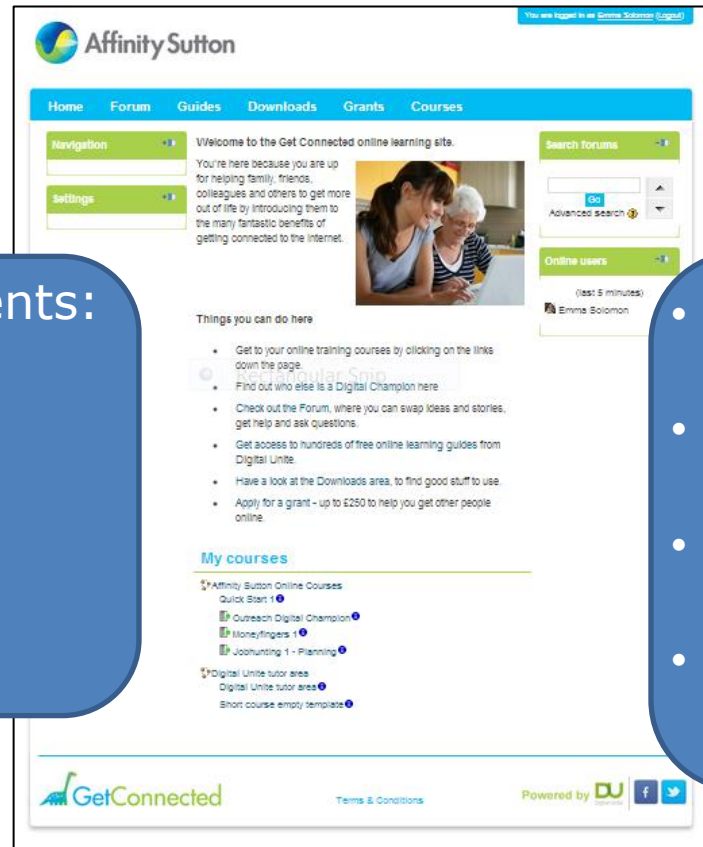 You are logged in as Emma Solomon (Logout)
Affinity Sutton
Home Forum Guides Downloads Grants Courses
Navigation
Settings
Welcome to the Get Connected online learning site.
You're here because you are up
for helping family, friends,
colleagues and others to get more
out of life by introducing them to
the many fantastic benefits of
getting connected to the internet.
Things you can do here
• Get to your online training courses by clicking on the links
down the page.
Rectangular Snip
• Find out who else is a Digital Champion here
• Check out the Forum, where you can swap ideas and stories,
get help and ask questions.
• Get access to hundreds of free online learning guides from
Digital Unite.
• Have a look at the Downloads area, to find good stuff to use.
• Apply for a grant - up to £250 to help you get other people
online.
My courses
Affinity Sutton Online Courses
Quick Start 1
Outreach Digital Champion
Moneyfingers 1
Jobhunting 1 - Planning
Digital Unite tutor area
Digital Unite tutor area
Short course empty template
Search forums
Go
Advanced search
Online users
(last 5 minutes)
Emma Solomon
ents:
•
•
•
•
GetConnected
Terms & Conditions
Powered by DU